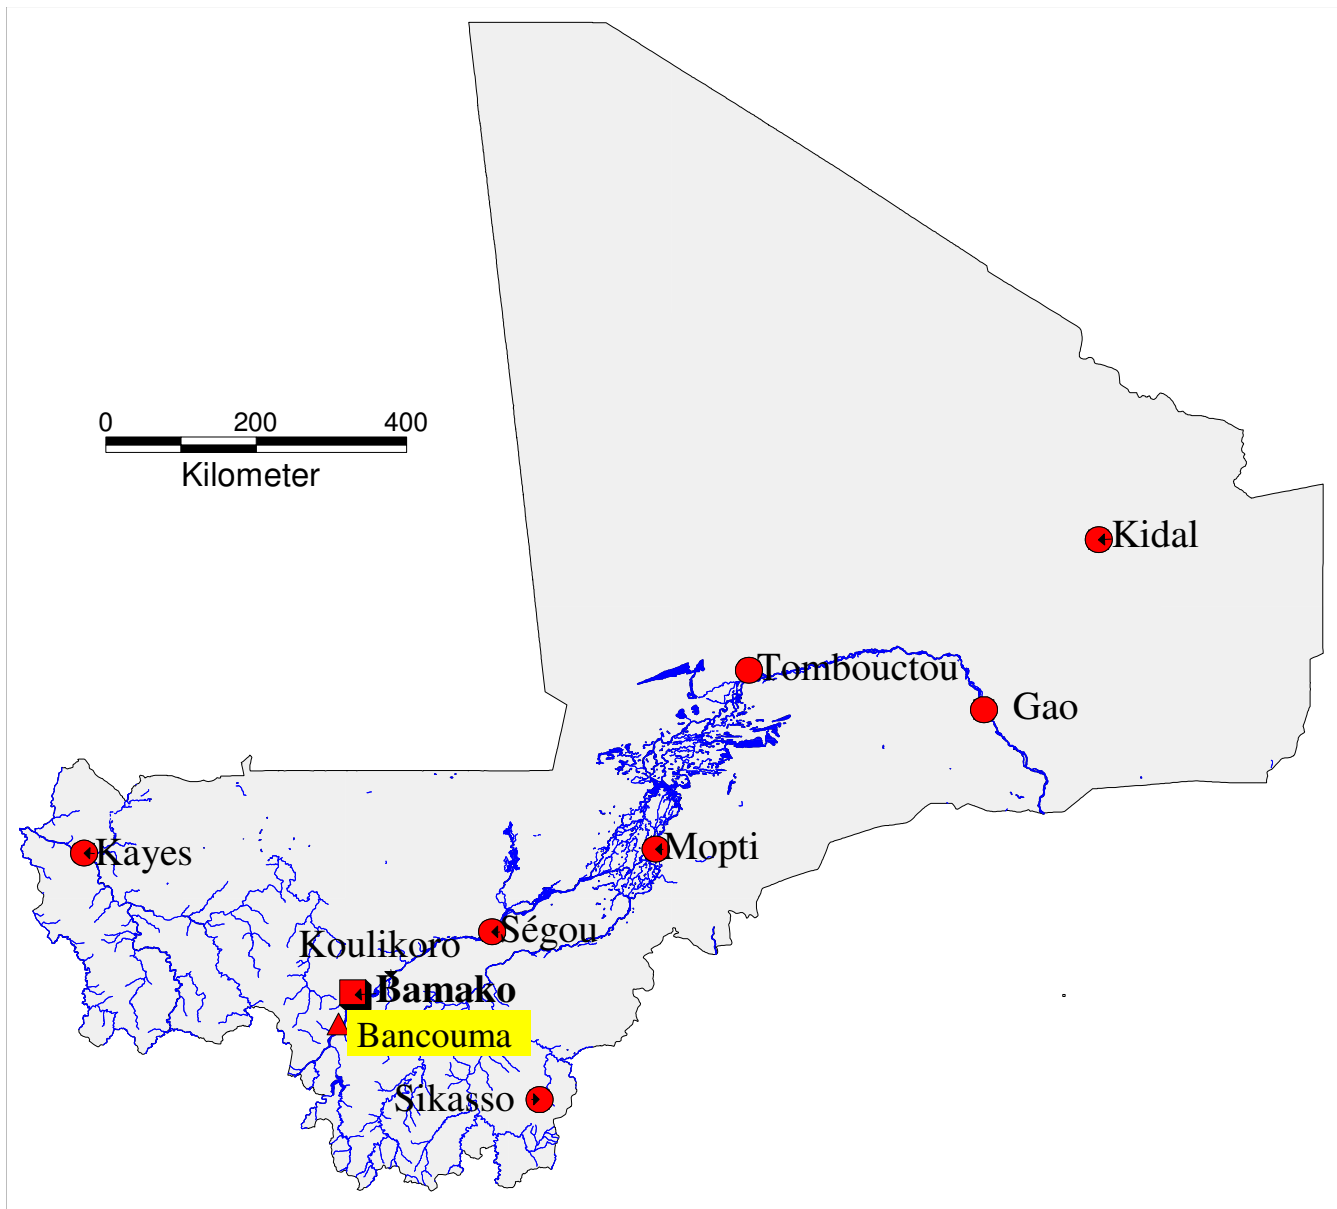 0 200 400
Kilometer
Kidal
Tombouctou
Gao
Kayes
Mopti
Ségou
Koulikoro
Bamako
Bancouma
Sikasso